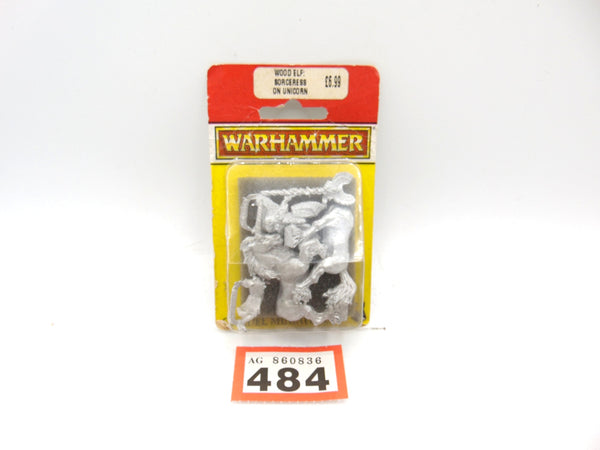 WOOD ELF:
SORCERESS £6.99
ON UNICORN
WARHAMMER
AG 860836
484